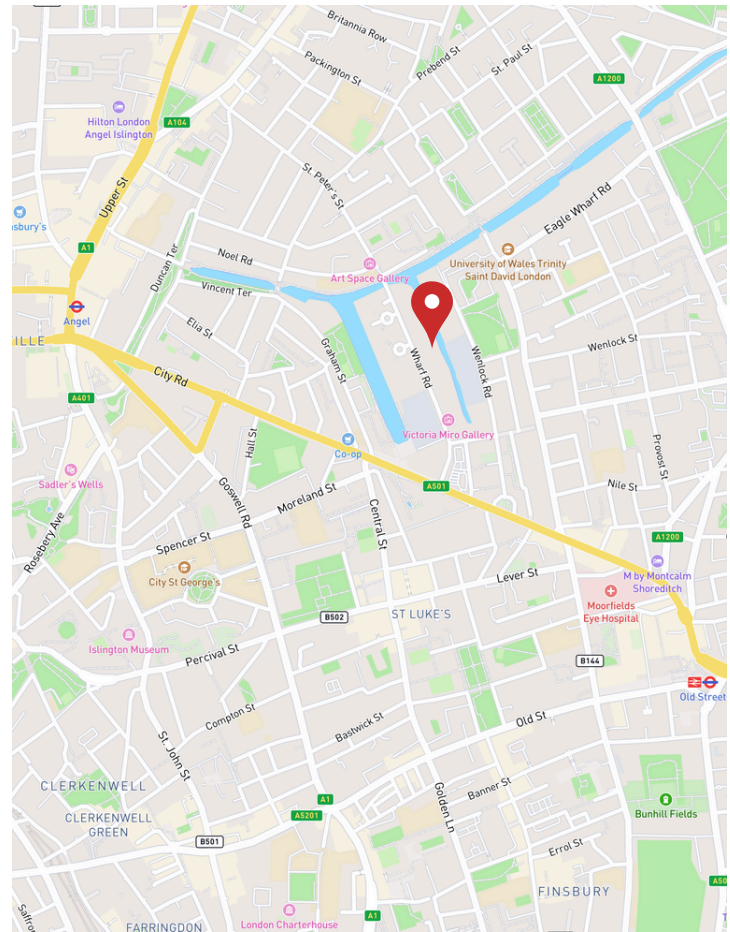 Britannia Row
Packington St
Prebend St
St. Paul St
A1200
Hilton London
Angel Islington
A104
Upper St
St. Peter's St
Eagle Wharf Rd
nsbury's
A1
Duncan Ter
Noel Rd
Vincent Ter
Art Space Gallery
University of Wales Trinity
Saint David London
Angel
ILLE
Elia St
Graham St
Wharf Rd
Wenlock Rd
Wenlock St
City Rd
A401
Victoria Miro Gallery
Hall St
Co-op
Provost St
Sadler's Wells
Goswell Rd
Moreland St
A501
Nile St
Rosebery Ave
Central St
Spencer St
A1200
City St George's
Lever St
M by Montcalm
Shoreditch
Moorfields
Eye Hospital
B502
ST LUKE'S
Islington Museum
Percival St
B144
Old Street
Compton St
Bastwick St
Old St
St. John St
CLERKENWELL
Golden Ln
Banner St
A1
A5201
Bunhill Fields
CLERKENWELL
GREEN
B501
Errol St
FINSBURY
A50
Saffro
FARRINGDON
London Charterhouse
A1